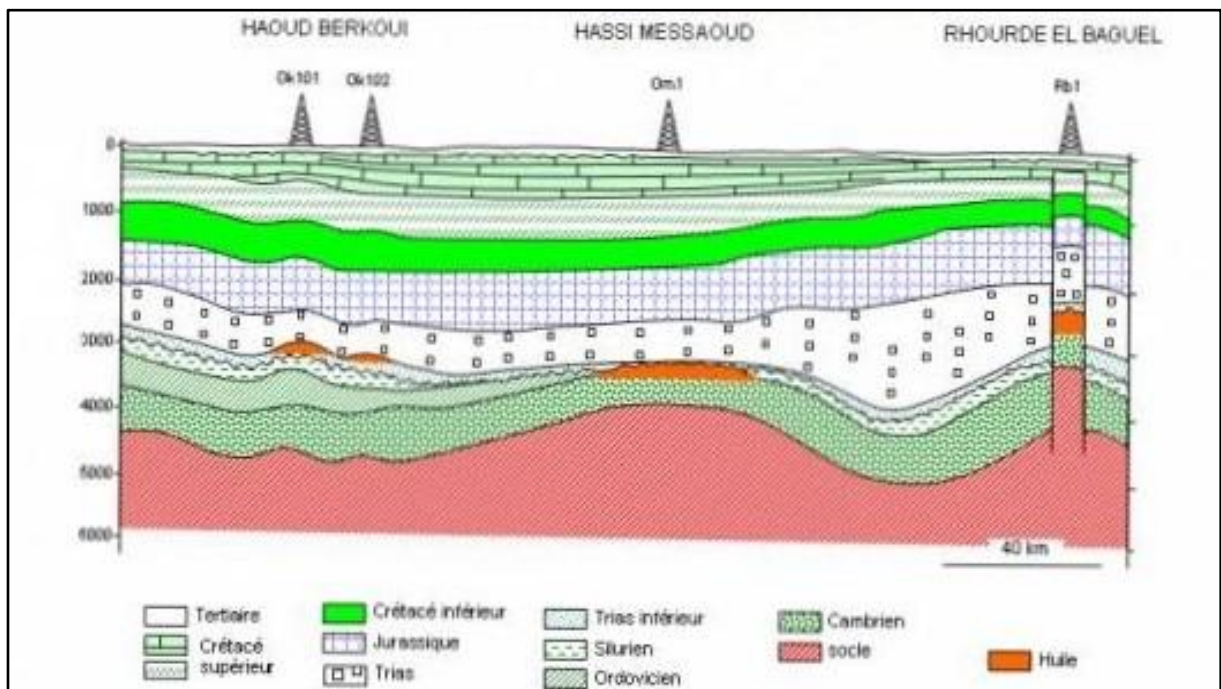 HAOUD BERKOUI HASSI MESSAOUD RHOURDE EL BAGUEL
Ok101 Ok102 Om1 Rb1
0
1000
2000
3000
4000
5000
6000
40 km
Tertiaire Crétacé inférieur Trias inférieur Cambrien
Crétacé supérieur Jurassique Silurien socle Huile
Trias Ordovicien